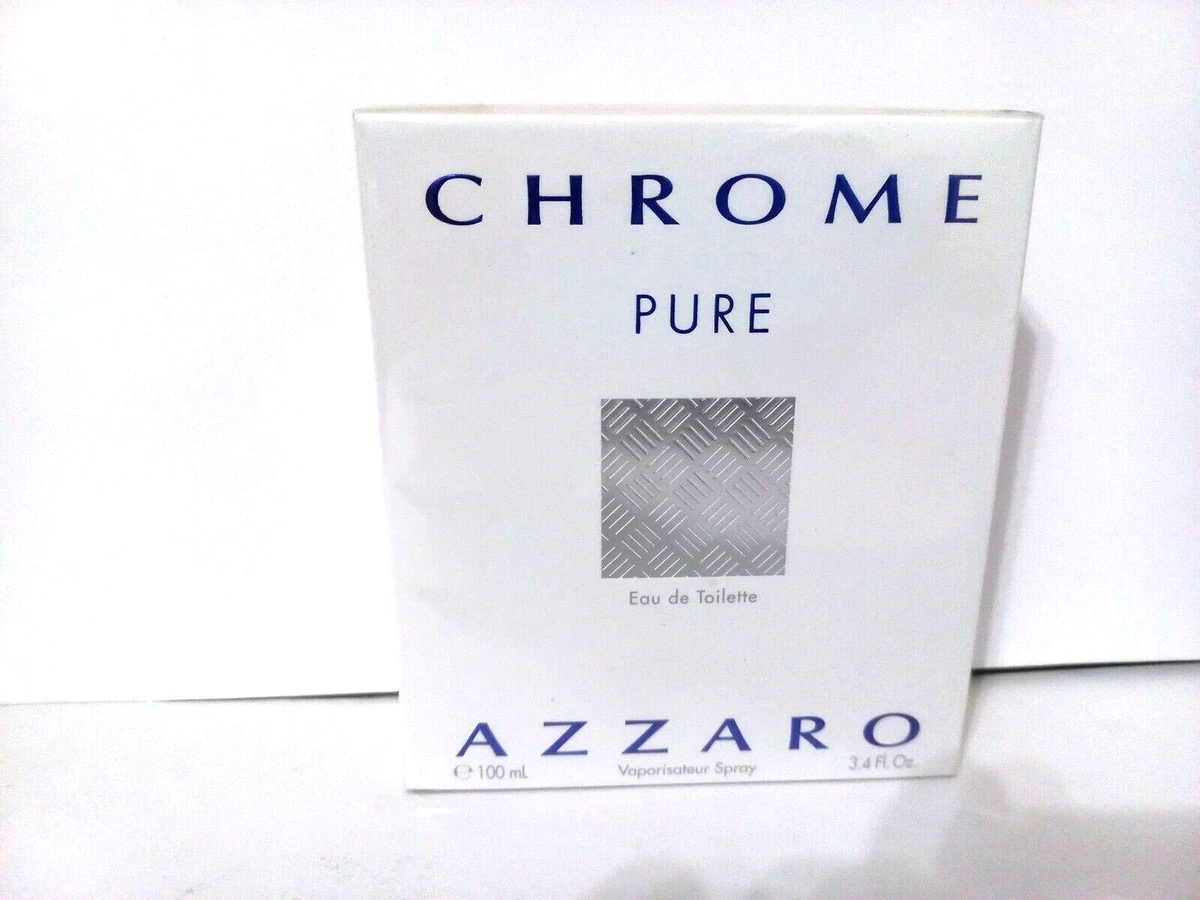 CHROME
PURE
Eau de Toilette
AZZARO
℮ 100 mL Vaporisateur Spray 3.4 Fl. Oz.